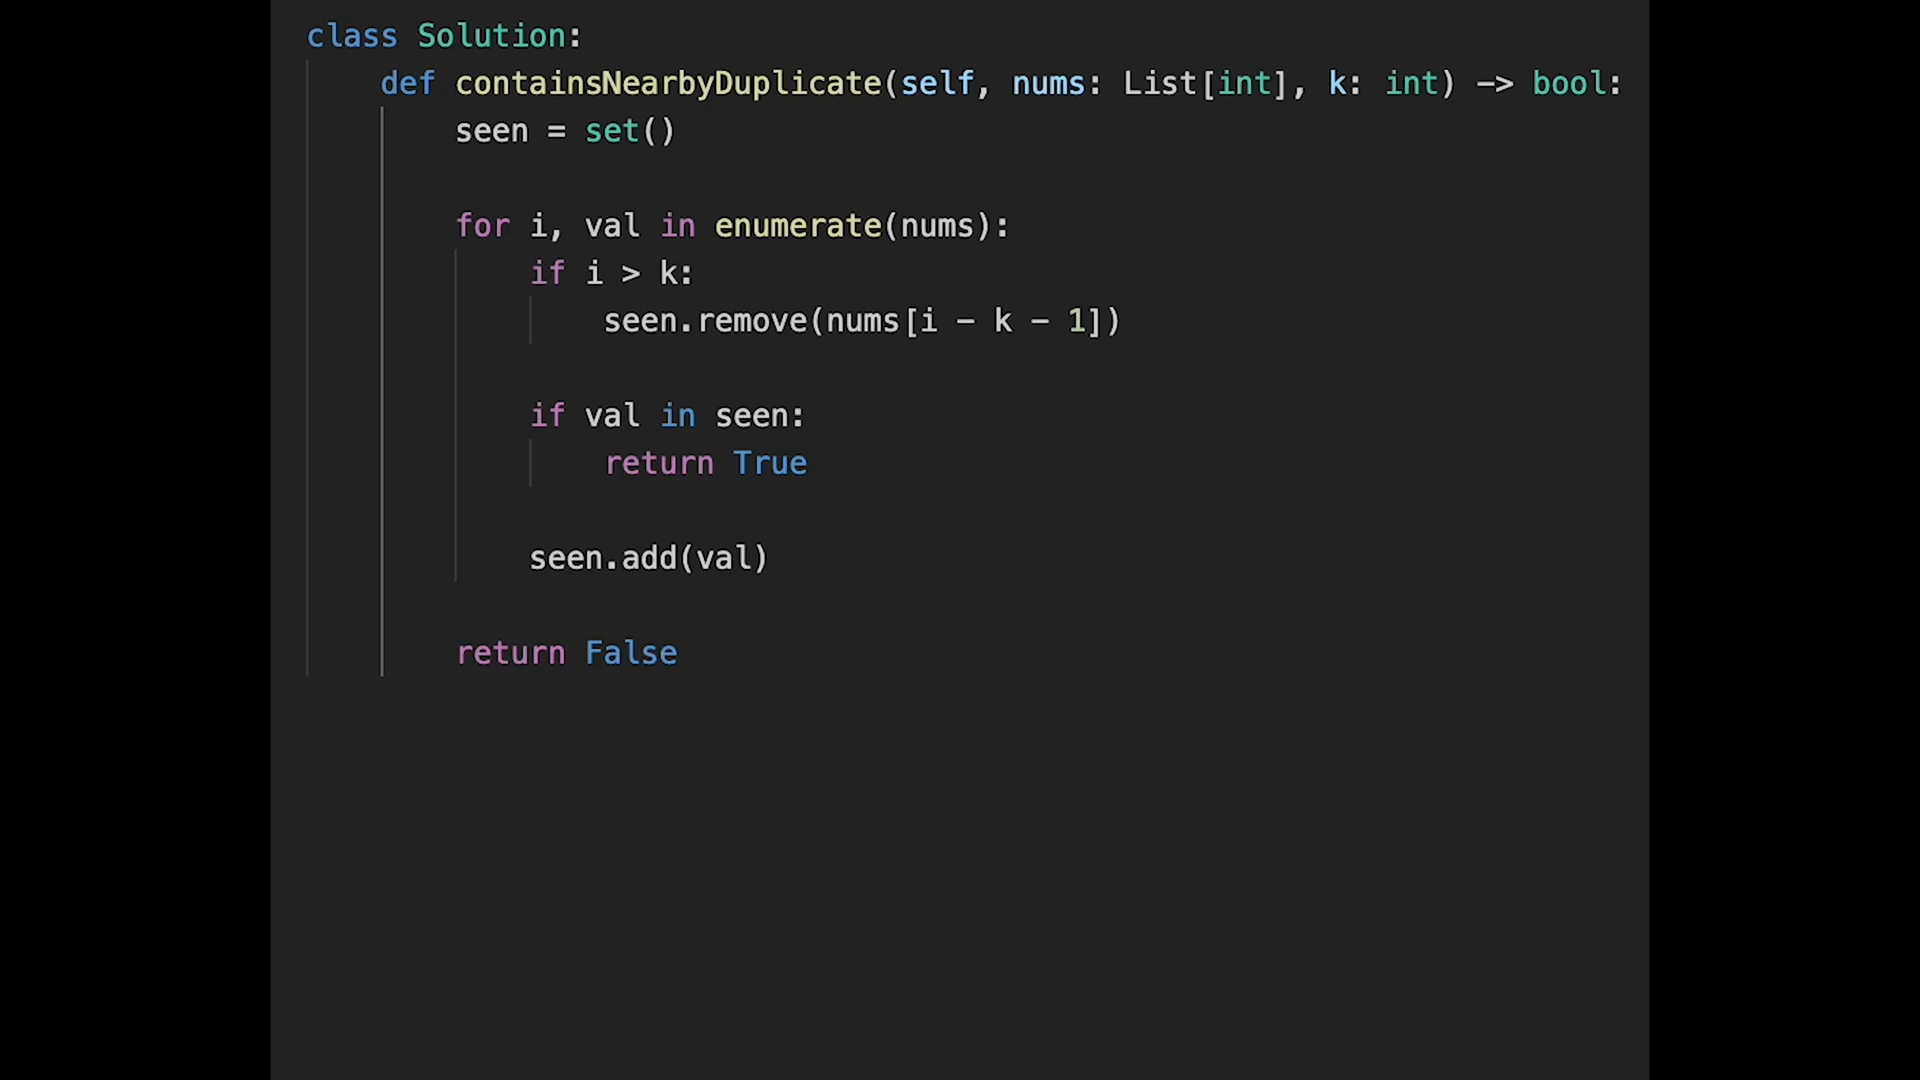 class Solution:
    def containsNearbyDuplicate(self, nums: List[int], k: int) -> bool:
        seen = set()

        for i, val in enumerate(nums):
            if i > k:
                seen.remove(nums[i - k - 1])

            if val in seen:
                return True

            seen.add(val)

        return False